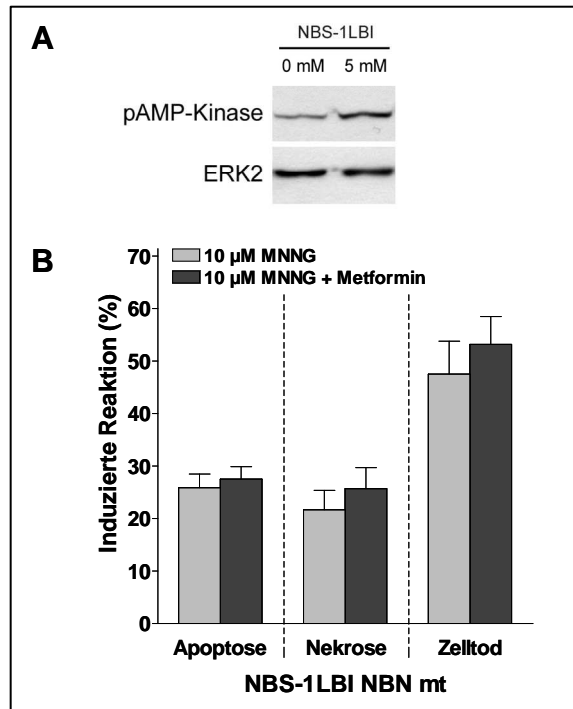 A
NBS-1LBI
0 mM 5 mM
pAMP-Kinase
ERK2
B
10 µM MNNG
10 µM MNNG + Metformin
Induzierte Reaktion (%)
70
60
50
40
30
20
10
0
Apoptose Nekrose Zelltod
NBS-1LBI NBN mt